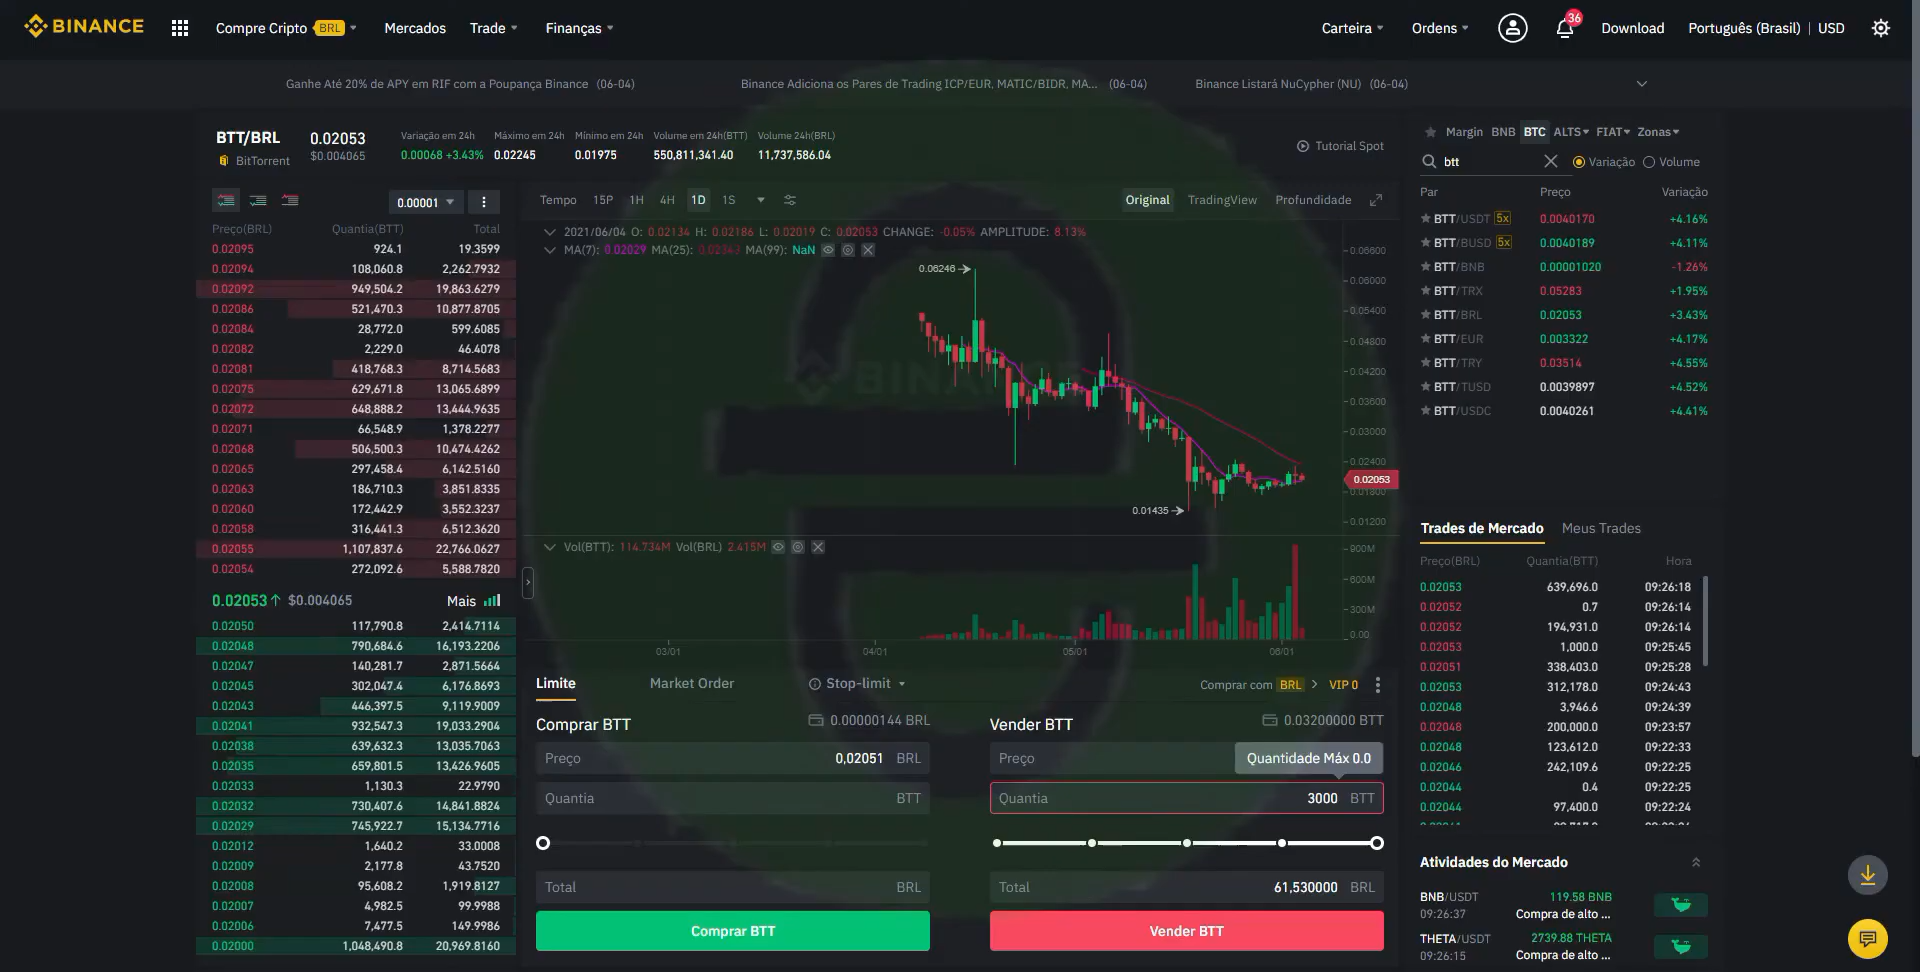 BINANCE
Compre Cripto BRL Mercados Trade Finanças Carteira Ordens 36 Download Português (Brasil) | USD
Ganhe Até 20% de APY em RIF com a Poupança Binance (06-04) Binance Adiciona os Pares de Trading ICP/EUR, MATIC/BIDR, MA... (06-04) Binance Listará NuCypher (NU) (06-04)
BTT/BRL 0.02053 Variação em 24h Máximo em 24h Mínimo em 24h Volume em 24h(BTT) Volume 24h(BRL)
BitTorrent $0.004065 0.00068 +3.43% 0.02245 0.01975 550,811,341.40 11,737,586.04
Tutorial Spot
0.00001
Preço(BRL) Quantia(BTT) Total
0.02095 924.1 19.3599
0.02094 108,060.8 2,262.7932
0.02092 949,504.2 19,863.6279
0.02086 521,470.3 10,877.8705
0.02084 28,772.0 599.6085
0.02082 2,229.0 46.4078
0.02081 418,768.3 8,714.5683
0.02075 629,671.8 13,065.6899
0.02072 648,888.2 13,444.9635
0.02071 66,548.9 1,378.2277
0.02068 506,500.3 10,474.4262
0.02065 297,458.4 6,142.5160
0.02063 186,710.3 3,851.8335
0.02060 172,442.9 3,552.3237
0.02058 316,441.3 6,512.3620
0.02055 1,107,837.6 22,766.0627
0.02054 272,092.6 5,588.7820
0.02053 $0.004065 Mais
0.02050 117,790.8 2,414.7114
0.02048 790,684.6 16,193.2206
0.02047 140,281.7 2,871.5664
0.02045 302,047.4 6,176.8693
0.02043 446,397.5 9,119.9009
0.02041 932,547.3 19,033.2904
0.02038 639,632.3 13,035.7063
0.02035 659,801.5 13,426.9605
0.02033 1,130.3 22.9790
0.02032 730,407.6 14,841.8824
0.02029 745,922.7 15,134.7716
0.02012 1,640.2 33.0008
0.02009 2,177.8 43.7520
0.02008 95,608.2 1,919.8127
0.02007 4,982.5 99.9988
0.02006 7,477.5 149.9986
0.02000 1,048,490.8 20,969.8160
Tempo 15P 1H 4H 1D 1S Original TradingView Profundidade
2021/06/04 O: 0.02134 H: 0.02186 L: 0.02019 C: 0.02053 CHANGE: -0.05% AMPLITUDE: 8.13%
MA(7): 0.02029 MA(25): 0.02343 MA(99): NaN
0.06246
BINANCE
0.01435
0.06600
0.06000
0.05400
0.04800
0.04200
0.03600
0.03000
0.02400
0.02053
0.01800
0.01200
Vol(BTT): 114.734M Vol(BRL) 2.415M
900M
600M
300M
0.00
03/01 04/01 05/01 06/01
Limite Market Order Stop-limit Comprar com BRL VIP 0
Comprar BTT 0.00000144 BRL
Preço 0,02051 BRL
Quantia BTT
Total BRL
Comprar BTT
Vender BTT 0.03200000 BTT
Preço Quantidade Máx 0.0
Quantia 3000 BTT
Total 61,530000 BRL
Vender BTT
Margin BNB BTC ALTS FIAT Zonas
btt Variação Volume
Par Preço Variação
BTT/USDT 5x 0.0040170 +4.16%
BTT/BUSD 5x 0.0040189 +4.11%
BTT/BNB 0.00001020 -1.26%
BTT/TRX 0.05283 +1.95%
BTT/BRL 0.02053 +3.43%
BTT/EUR 0.003322 +4.17%
BTT/TRY 0.03514 +4.55%
BTT/TUSD 0.0039897 +4.52%
BTT/USDC 0.0040261 +4.41%
Trades de Mercado Meus Trades
Preço(BRL) Quantia(BTT) Hora
0.02053 639,696.0 09:26:18
0.02052 0.7 09:26:14
0.02052 194,931.0 09:26:14
0.02053 1,000.0 09:25:45
0.02051 338,403.0 09:25:28
0.02053 312,178.0 09:24:43
0.02048 3,946.6 09:24:39
0.02048 200,000.0 09:23:57
0.02048 123,612.0 09:22:33
0.02046 242,109.6 09:22:25
0.02044 0.4 09:22:25
0.02044 97,400.0 09:22:24
Atividades do Mercado
BNB/USDT 119.58 BNB
09:26:37 Compra de alto ...
THETA/USDT 2739.88 THETA
09:26:15 Compra de alto ...